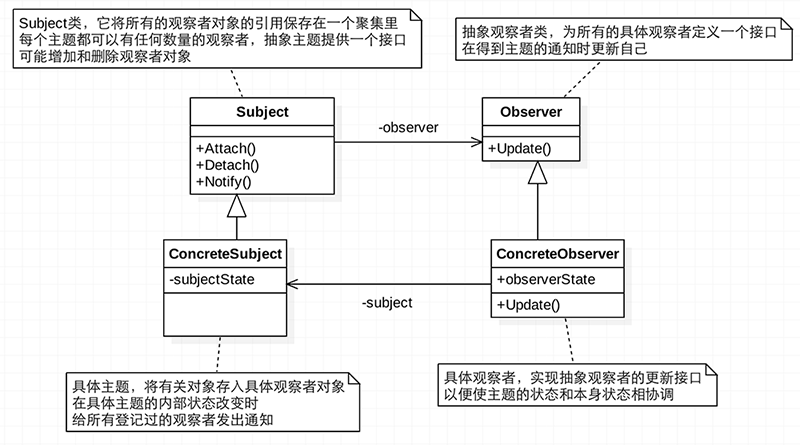 Subject类，它将所有的观察者对象的引用保存在一个聚集里
每个主题都可以有任何数量的观察者，抽象主题提供一个接口
可能增加和删除观察者对象
抽象观察者类，为所有的具体观察者定义一个接口
在得到主题的通知时更新自己
Subject
+Attach()
+Detach()
+Notify()
-observer
Observer
+Update()
ConcreteSubject
-subjectState
-subject
ConcreteObserver
+observerState
+Update()
具体主题，将有关对象存入具体观察者对象
在具体主题的内部状态改变时
给所有登记过的观察者发出通知
具体观察者，实现抽象观察者的更新接口
以便使主题的状态和本身状态相协调